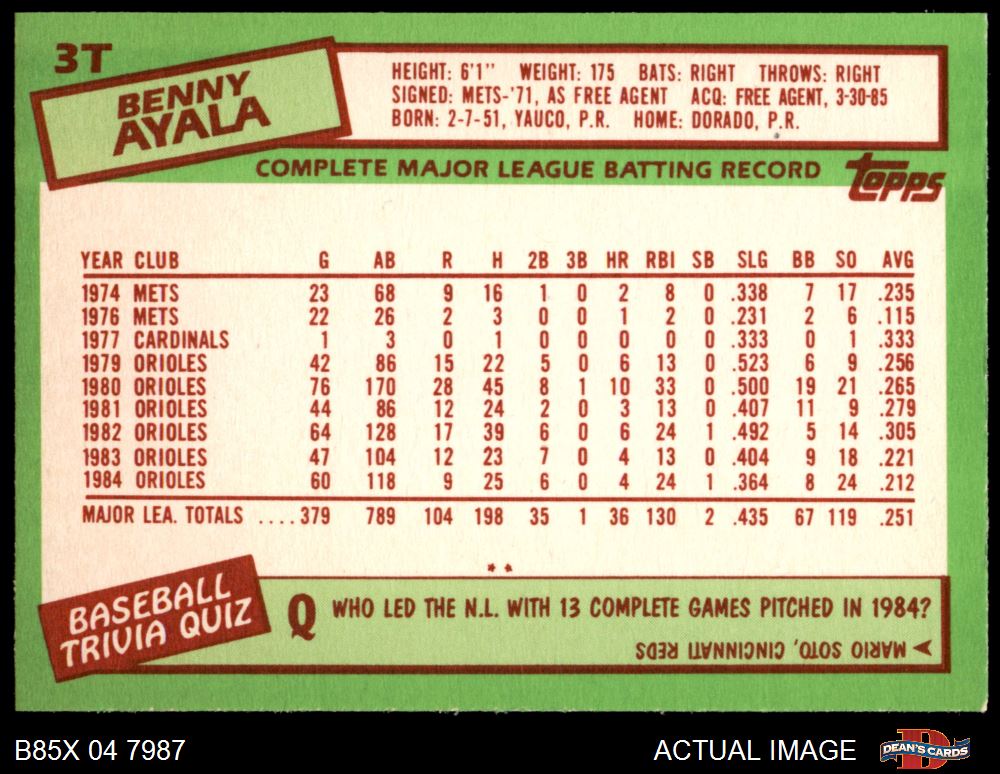 3T
BENNY
AYALA
HEIGHT: 6'1" WEIGHT: 175 BATS: RIGHT THROWS: RIGHT
SIGNED: METS-'71, AS FREE AGENT ACQ: FREE AGENT, 3-30-85
BORN: 2-7-51, YAUCO, P.R. HOME: DORADO, P.R.
COMPLETE MAJOR LEAGUE BATTING RECORD
topps
YEAR CLUB G AB R H 2B 3B HR RBI SB SLG BB SO AVG
1974 METS 23 68 9 16 1 0 2 8 0 .338 7 17 .235
1976 METS 22 26 2 3 0 0 1 2 0 .231 2 6 .115
1977 CARDINALS 1 3 0 1 0 0 0 0 0 .333 0 1 .333
1979 ORIOLES 42 86 15 22 5 0 6 13 0 .523 6 9 .256
1980 ORIOLES 76 170 28 45 8 1 10 33 0 .500 19 21 .265
1981 ORIOLES 44 86 12 24 2 0 3 13 0 .407 11 9 .279
1982 ORIOLES 64 128 17 39 6 0 6 24 1 .492 5 14 .305
1983 ORIOLES 47 104 12 23 7 0 4 13 0 .404 9 18 .221
1984 ORIOLES 60 118 9 25 6 0 4 24 1 .364 8 24 .212
MAJOR LEA. TOTALS ....379 789 104 198 35 1 36 130 2 .435 67 119 .251
**
BASEBALL
TRIVIA QUIZ
Q WHO LED THE N.L. WITH 13 COMPLETE GAMES PITCHED IN 1984?
MARIO SOTO, CINCINNATI REDS
B85X 04 7987
ACTUAL IMAGE
D
DEAN'S CARDS